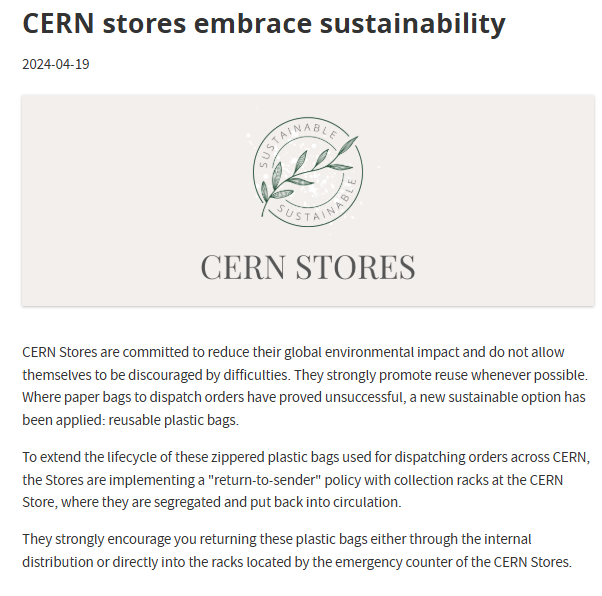 CERN stores embrace sustainability
2024-04-19
SUSTAINABLE
SUSTAINABLE
CERN STORES
CERN Stores are committed to reduce their global environmental impact and do not allow
themselves to be discouraged by difficulties. They strongly promote reuse whenever possible.
Where paper bags to dispatch orders have proved unsuccessful, a new sustainable option has
been applied: reusable plastic bags.
To extend the lifecycle of these zippered plastic bags used for dispatching orders across CERN,
the Stores are implementing a "return-to-sender" policy with collection racks at the CERN
Store, where they are segregated and put back into circulation.
They strongly encourage you returning these plastic bags either through the internal
distribution or directly into the racks located by the emergency counter of the CERN Stores.